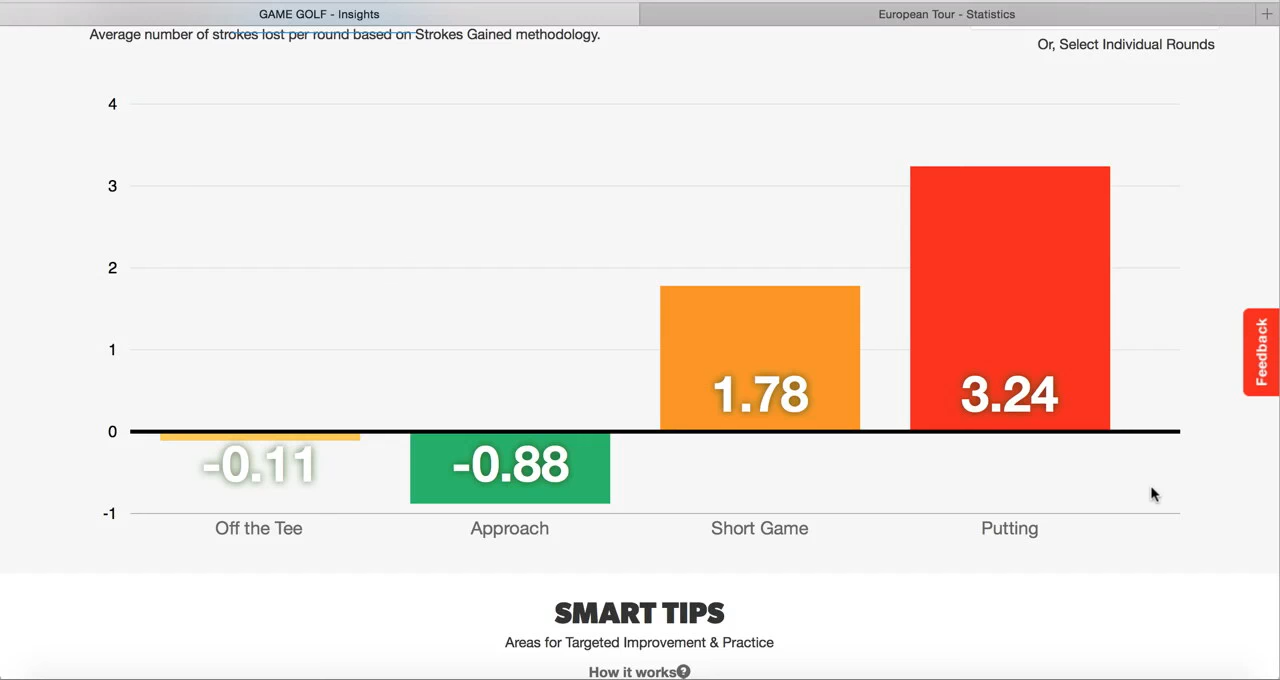 GAME GOLF - Insights
European Tour - Statistics
+
Average number of strokes lost per round based on Strokes Gained methodology.
Or, Select Individual Rounds
4
3
2
1
0
-1
-0.11
-0.88
1.78
3.24
Off the Tee
Approach
Short Game
Putting
Feedback
SMART TIPS
Areas for Targeted Improvement & Practice
How it works?